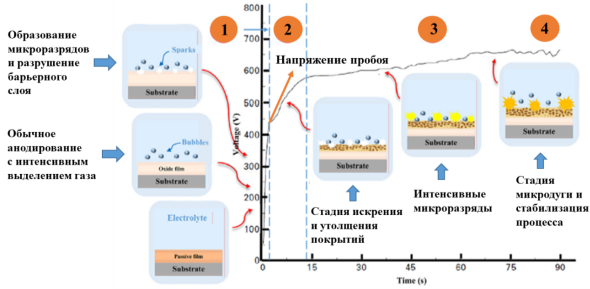 Образование
микроразрядов
и разрушение
барьерного
слоя
Sparks
Substrate
Обычное
анодирование
с интенсивным
выделением газа
Bubbles
Oxide film
Substrate
Electrolyte
Passive film
Substrate
1
2
3
4
Напряжение пробоя
Voltage (V)
800
700
600
500
400
300
200
100
0
0
15
30
45
60
75
90
Time (s)
Substrate
Стадия искрения
и утолщения
покрытий
Substrate
Интенсивные
микроразряды
Substrate
Стадия
микродуги и
стабилизация
процесса